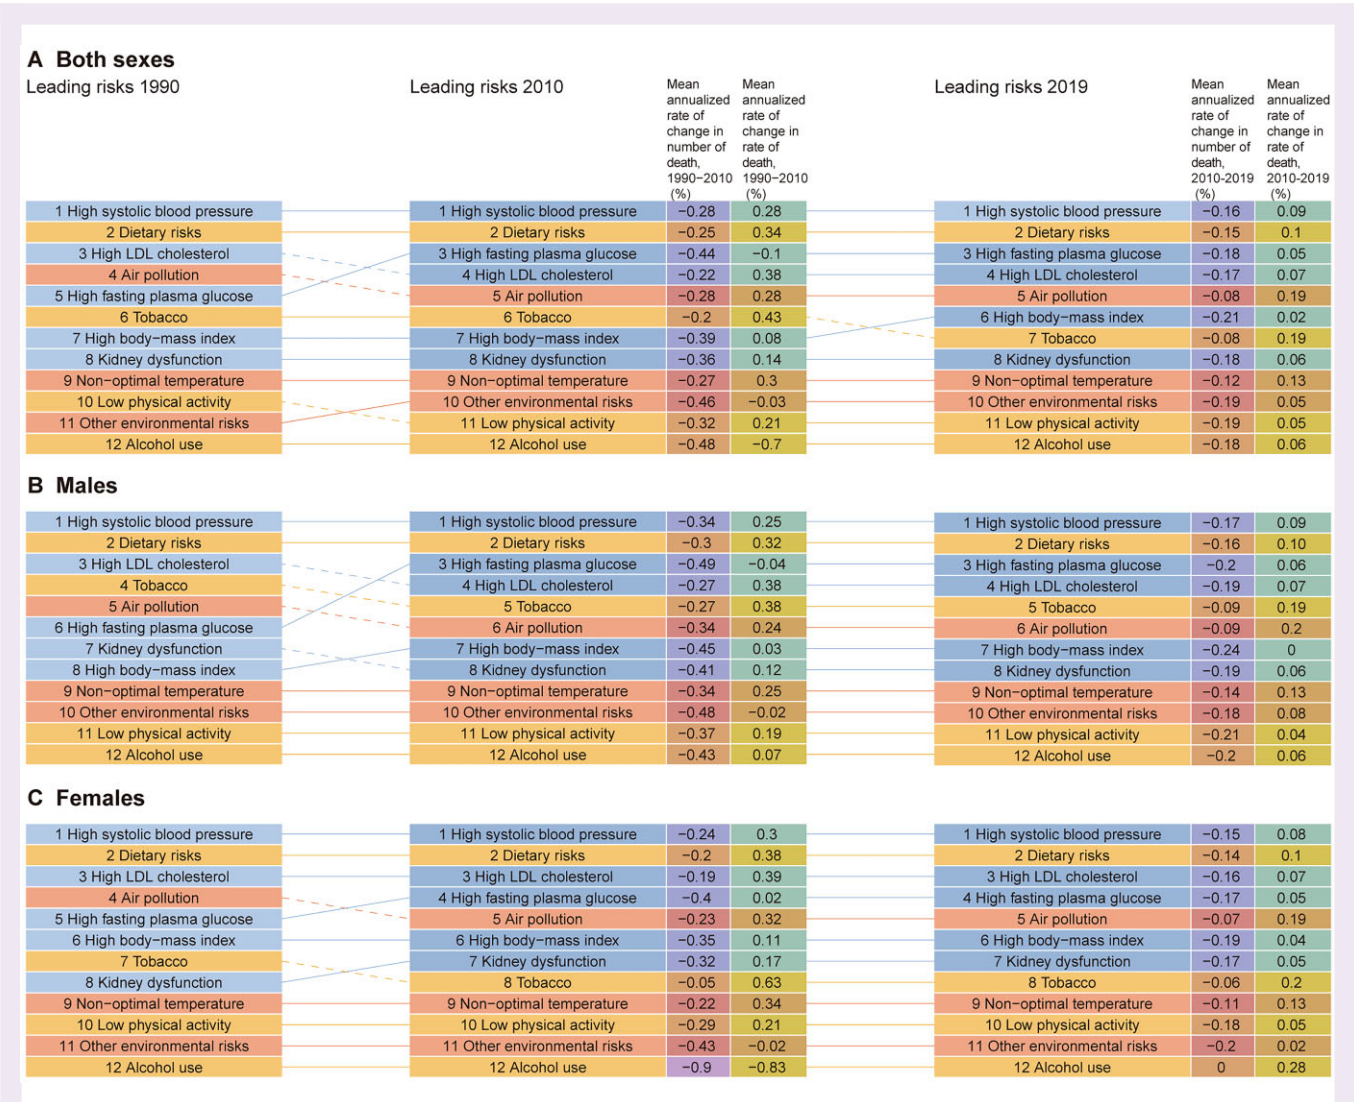 A Both sexes
Leading risks 1990
Leading risks 2010
Mean annualized rate of change in number of death, 1990−2010 (%)
Mean annualized rate of change in rate of death, 1990−2010 (%)
Leading risks 2019
Mean annualized rate of change in number of death, 2010-2019 (%)
Mean annualized rate of change in rate of death, 2010-2019 (%)
1 High systolic blood pressure 1 High systolic blood pressure −0.28 0.28 1 High systolic blood pressure −0.16 0.09
2 Dietary risks 2 Dietary risks −0.25 0.34 2 Dietary risks −0.15 0.1
3 High LDL cholesterol 3 High fasting plasma glucose −0.44 −0.1 3 High fasting plasma glucose −0.18 0.05
4 Air pollution 4 High LDL cholesterol −0.22 0.38 4 High LDL cholesterol −0.17 0.07
5 High fasting plasma glucose 5 Air pollution −0.28 0.28 5 Air pollution −0.08 0.19
6 Tobacco 6 Tobacco −0.2 0.43 6 High body−mass index −0.21 0.02
7 High body−mass index 7 High body−mass index −0.39 0.08 7 Tobacco −0.08 0.19
8 Kidney dysfunction 8 Kidney dysfunction −0.36 0.14 8 Kidney dysfunction −0.18 0.06
9 Non−optimal temperature 9 Non−optimal temperature −0.27 0.3 9 Non−optimal temperature −0.12 0.13
10 Low physical activity 10 Other environmental risks −0.46 −0.03 10 Other environmental risks −0.19 0.05
11 Other environmental risks 11 Low physical activity −0.32 0.21 11 Low physical activity −0.19 0.05
12 Alcohol use 12 Alcohol use −0.48 −0.7 12 Alcohol use −0.18 0.06
B Males
1 High systolic blood pressure 1 High systolic blood pressure −0.34 0.25 1 High systolic blood pressure −0.17 0.09
2 Dietary risks 2 Dietary risks −0.3 0.32 2 Dietary risks −0.16 0.10
3 High LDL cholesterol 3 High fasting plasma glucose −0.49 −0.04 3 High fasting plasma glucose −0.2 0.06
4 Tobacco 4 High LDL cholesterol −0.27 0.38 4 High LDL cholesterol −0.19 0.07
5 Air pollution 5 Tobacco −0.27 0.38 5 Tobacco −0.09 0.19
6 High fasting plasma glucose 6 Air pollution −0.34 0.24 6 Air pollution −0.09 0.2
7 Kidney dysfunction 7 High body−mass index −0.45 0.03 7 High body−mass index −0.24 0
8 High body−mass index 8 Kidney dysfunction −0.41 0.12 8 Kidney dysfunction −0.19 0.06
9 Non−optimal temperature 9 Non−optimal temperature −0.34 0.25 9 Non−optimal temperature −0.14 0.13
10 Other environmental risks 10 Other environmental risks −0.48 −0.02 10 Other environmental risks −0.18 0.08
11 Low physical activity 11 Low physical activity −0.37 0.19 11 Low physical activity −0.21 0.04
12 Alcohol use 12 Alcohol use −0.43 0.07 12 Alcohol use −0.2 0.06
C Females
1 High systolic blood pressure 1 High systolic blood pressure −0.24 0.3 1 High systolic blood pressure −0.15 0.08
2 Dietary risks 2 Dietary risks −0.2 0.38 2 Dietary risks −0.14 0.1
3 High LDL cholesterol 3 High LDL cholesterol −0.19 0.39 3 High LDL cholesterol −0.16 0.07
4 Air pollution 4 High fasting plasma glucose −0.4 0.02 4 High fasting plasma glucose −0.17 0.05
5 High fasting plasma glucose 5 Air pollution −0.23 0.32 5 Air pollution −0.07 0.19
6 High body−mass index 6 High body−mass index −0.35 0.11 6 High body−mass index −0.19 0.04
7 Tobacco 7 Kidney dysfunction −0.32 0.17 7 Kidney dysfunction −0.17 0.05
8 Kidney dysfunction 8 Tobacco −0.05 0.63 8 Tobacco −0.06 0.2
9 Non−optimal temperature 9 Non−optimal temperature −0.22 0.34 9 Non−optimal temperature −0.11 0.13
10 Low physical activity 10 Low physical activity −0.29 0.21 10 Low physical activity −0.18 0.05
11 Other environmental risks 11 Other environmental risks −0.43 −0.02 11 Other environmental risks −0.2 0.02
12 Alcohol use 12 Alcohol use −0.9 −0.83 12 Alcohol use 0 0.28